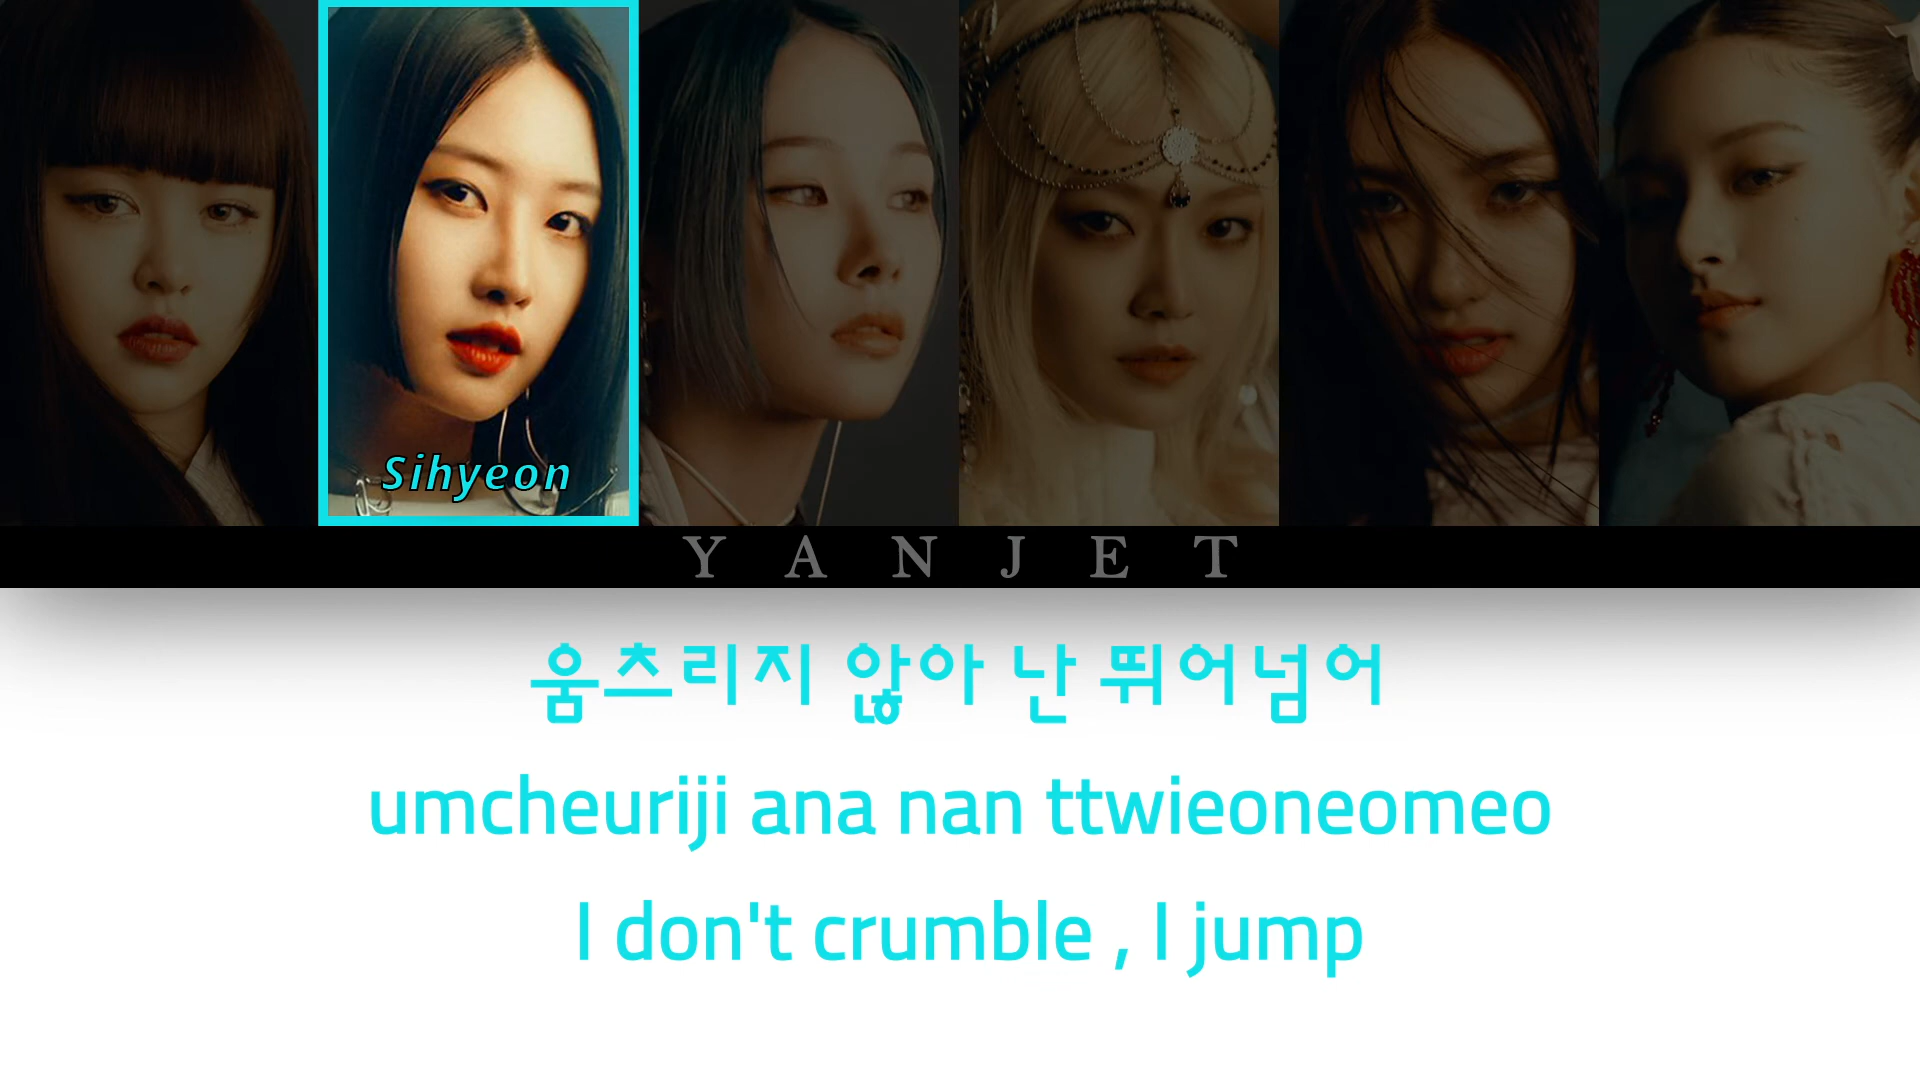 Sihyeon
YANJET
움츠리지 않아 난 뛰어넘어
umcheuriji ana nan ttwieoneomeo
I don't crumble , I jump